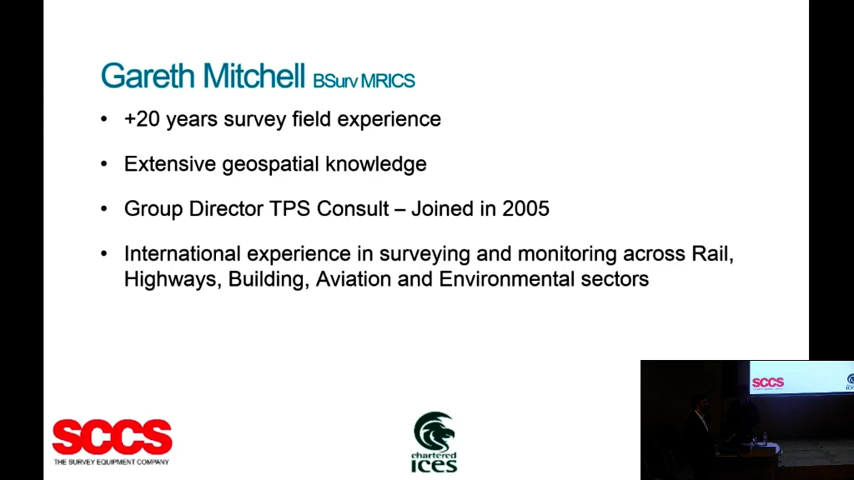 Gareth Mitchell BSurv MRICS
• +20 years survey field experience
• Extensive geospatial knowledge
• Group Director TPS Consult – Joined in 2005
• International experience in surveying and monitoring across Rail,
Highways, Building, Aviation and Environmental sectors
SCCS
THE SURVEY EQUIPMENT COMPANY
chartered
ices
SCCS
ices